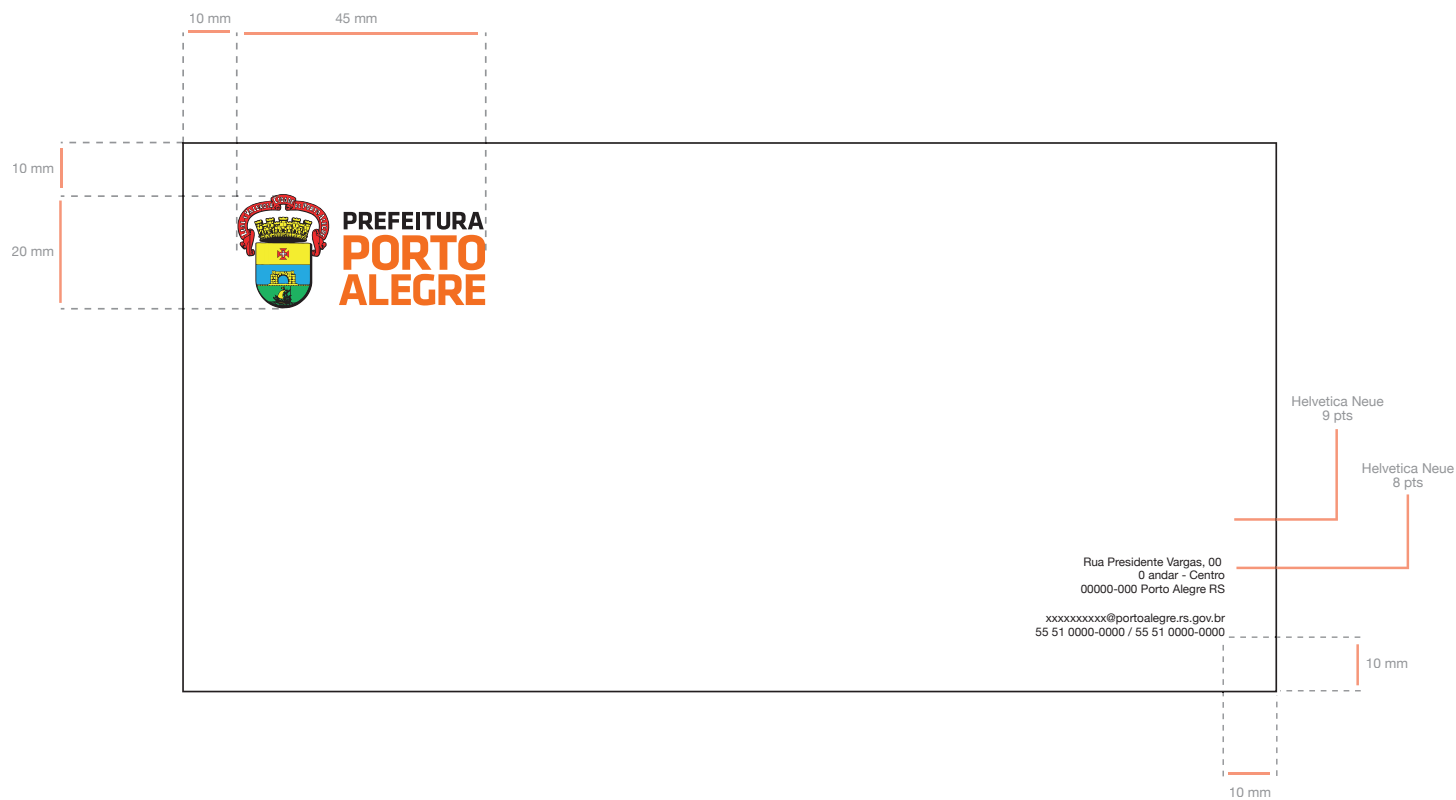 10 mm
45 mm
10 mm
20 mm
PREFEITURA
PORTO
ALEGRE
Helvetica Neue
9 pts
Helvetica Neue
8 pts
Rua Presidente Vargas, 00
0 andar - Centro
00000-000 Porto Alegre RS
xxxxxxxxxx@portoalegre.rs.gov.br
55 51 0000-0000 / 55 51 0000-0000
10 mm
10 mm